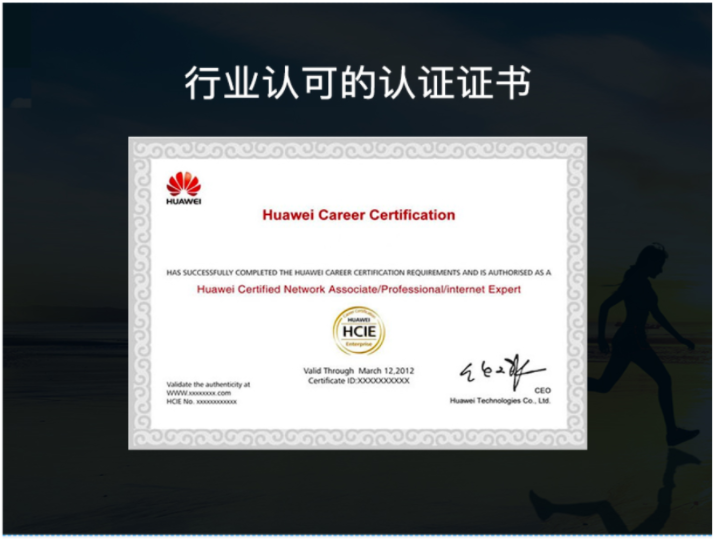 行业认可的认证证书
HUAWEI
Huawei Career Certification
HAS SUCCESSFULLY COMPLETED THE HUAWEI CAREER CERTIFICATION REQUIREMENTS AND IS AUTHORISED AS A
Huawei Certified Network Associate/Professional/internet Expert
HUAWEI
HCIE
Enterprise
Valid Through March 12,2012
Certificate ID:XXXXXXXXXX
Validate the authenticity at
WWW.xxxxxxxx.com
HCIE No. xxxxxxxxxxxx
CEO
Huawei Technologies Co., Ltd.